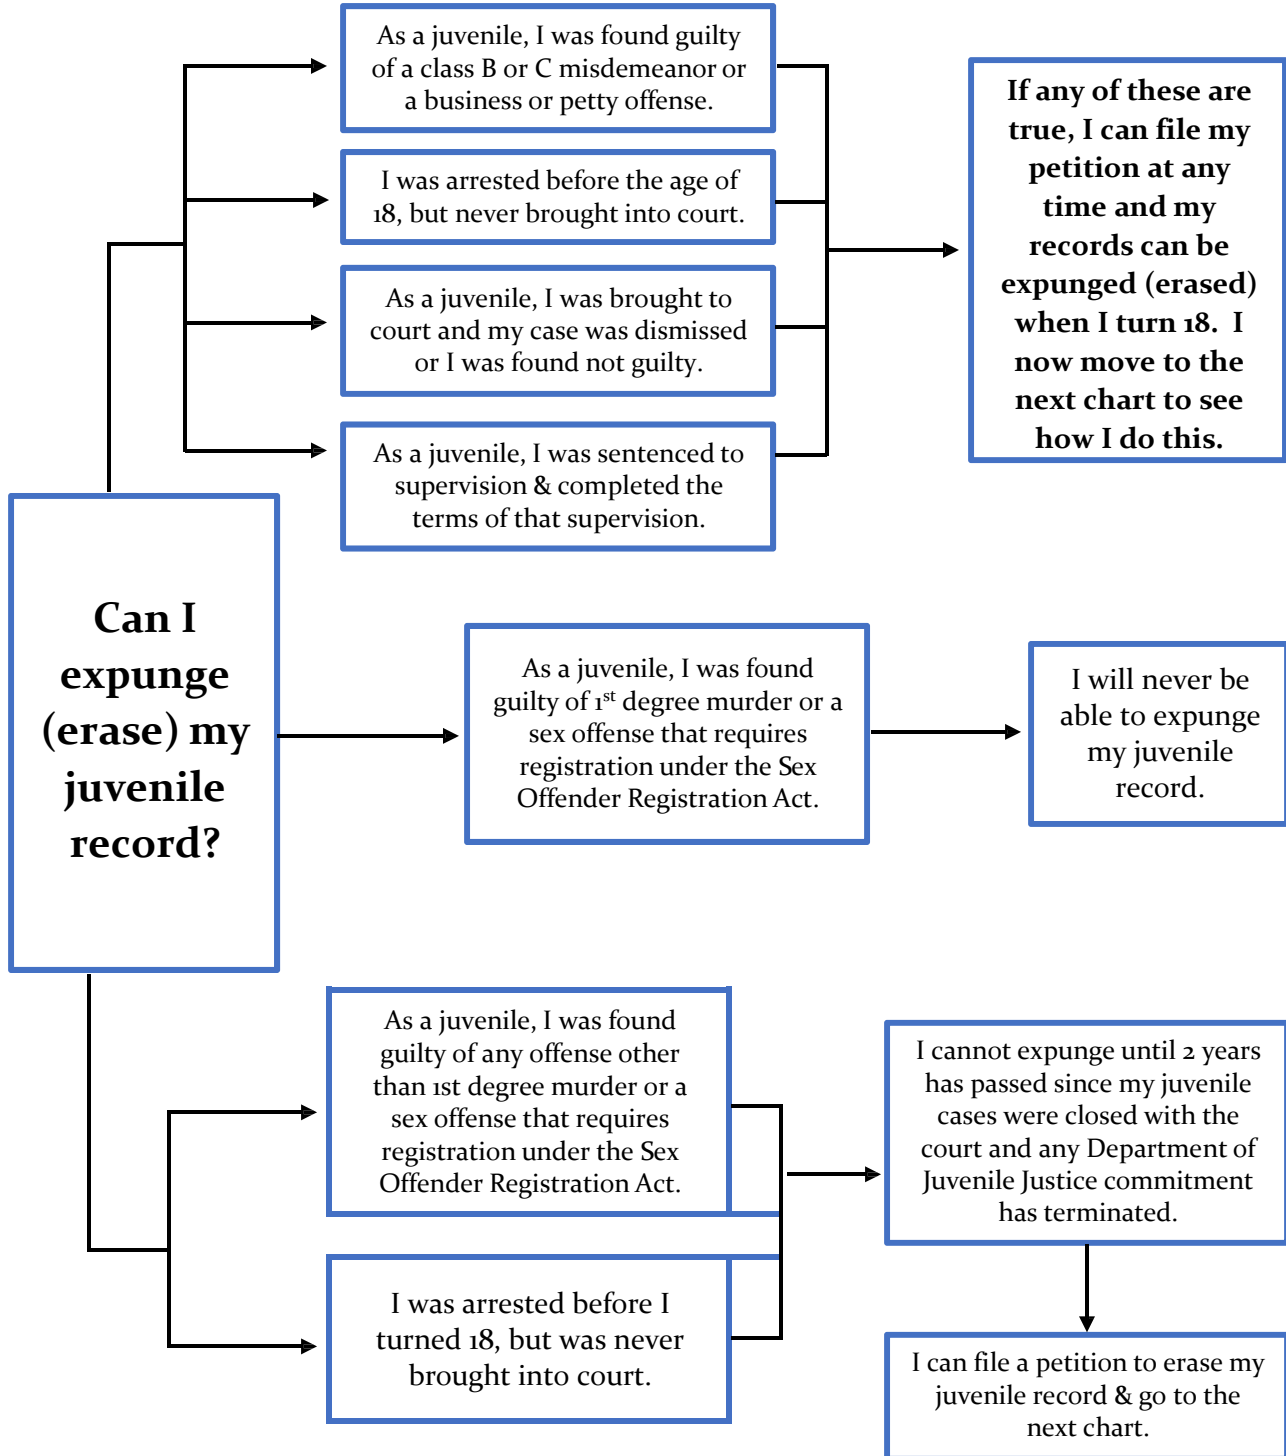 As a juvenile, I was found guilty
of a class B or C misdemeanor or
a business or petty offense.
I was arrested before the age of
18, but never brought into court.
As a juvenile, I was brought to
court and my case was dismissed
or I was found not guilty.
As a juvenile, I was sentenced to
supervision & completed the
terms of that supervision.
If any of these are
true, I can file my
petition at any
time and my
records can be
expunged (erased)
when I turn 18. I
now move to the
next chart to see
how I do this.
Can I
expunge
(erase) my
juvenile
record?
As a juvenile, I was found
guilty of 1st degree murder or a
sex offense that requires
registration under the Sex
Offender Registration Act.
I will never be
able to expunge
my juvenile
record.
As a juvenile, I was found
guilty of any offense other
than 1st degree murder or a
sex offense that requires
registration under the Sex
Offender Registration Act.
I was arrested before I
turned 18, but was never
brought into court.
I cannot expunge until 2 years
has passed since my juvenile
cases were closed with the
court and any Department of
Juvenile Justice commitment
has terminated.
I can file a petition to erase my
juvenile record & go to the
next chart.